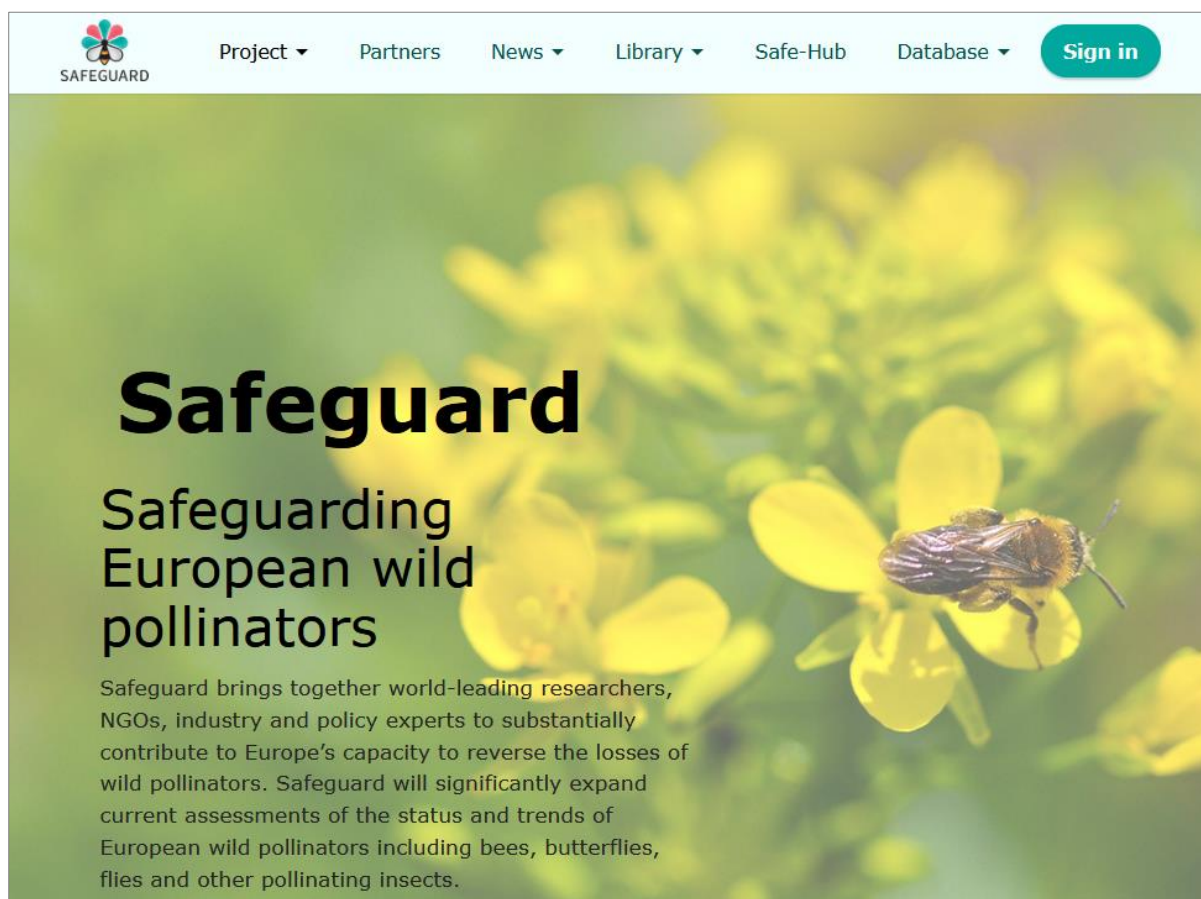 SAFEGUARD
Project
Partners
News
Library
Safe-Hub
Database
Sign in
Safeguard
Safeguarding
European wild
pollinators
Safeguard brings together world-leading researchers,
NGOs, industry and policy experts to substantially
contribute to Europe’s capacity to reverse the losses of
wild pollinators. Safeguard will significantly expand
current assessments of the status and trends of
European wild pollinators including bees, butterflies,
flies and other pollinating insects.